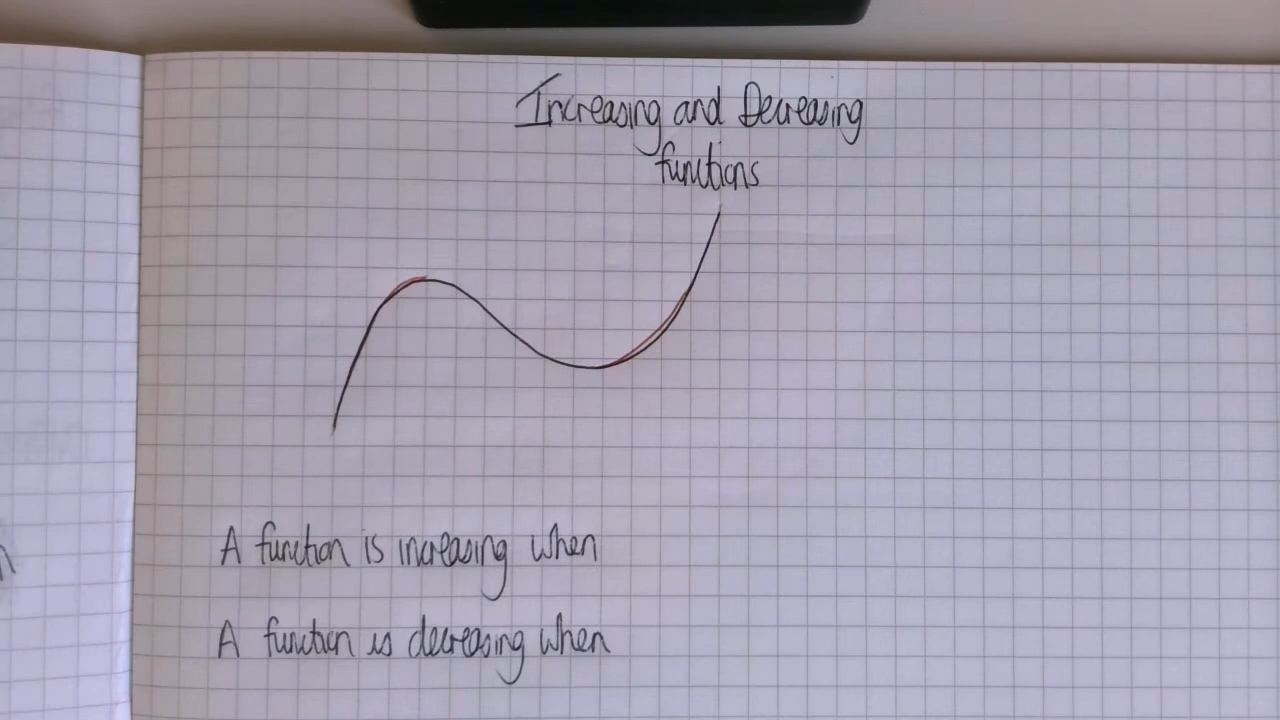 Increasing and Decreasing
functions
A function is increasing when
A function is decreasing when